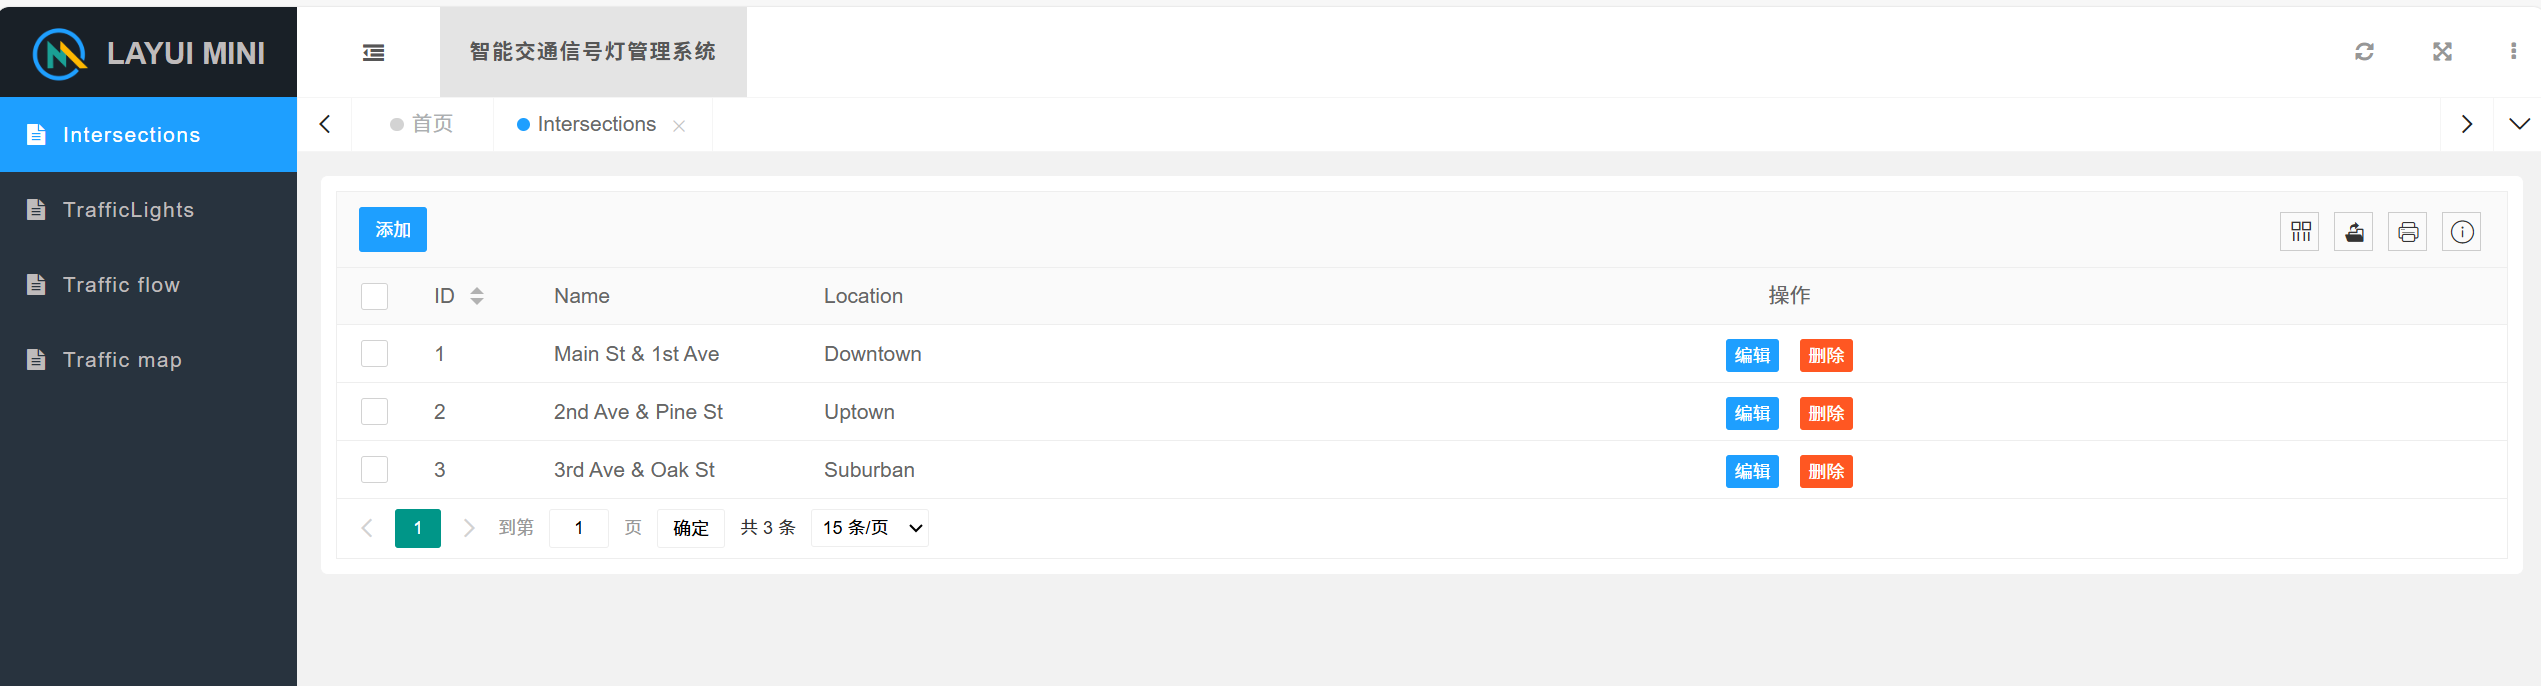 LAYUI MINI
智能交通信号灯管理系统
Intersections
TrafficLights
Traffic flow
Traffic map
首页
Intersections
添加
ID Name Location 操作
1 Main St & 1st Ave Downtown 编辑 删除
2 2nd Ave & Pine St Uptown 编辑 删除
3 3rd Ave & Oak St Suburban 编辑 删除
1 到第 1 页 确定 共 3 条 15 条/页